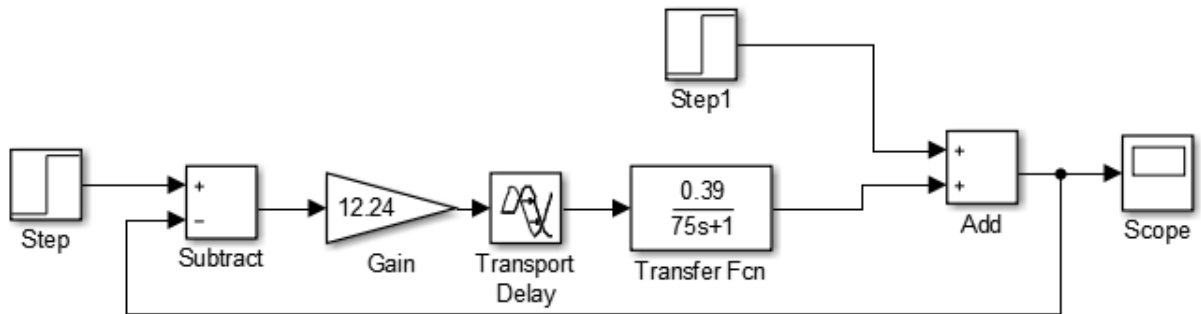 Step1
Step
+
−
Subtract
12.24
Gain
Transport
Delay
0.39
75s+1
Transfer Fcn
+
+
Add
Scope